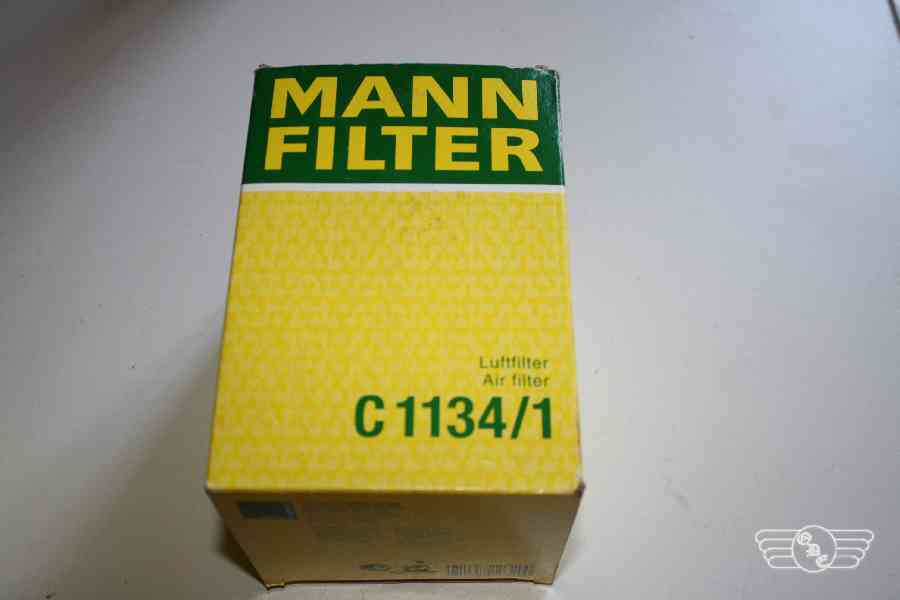 MANN
FILTER
Luftfilter
Air filter
C 1134/1